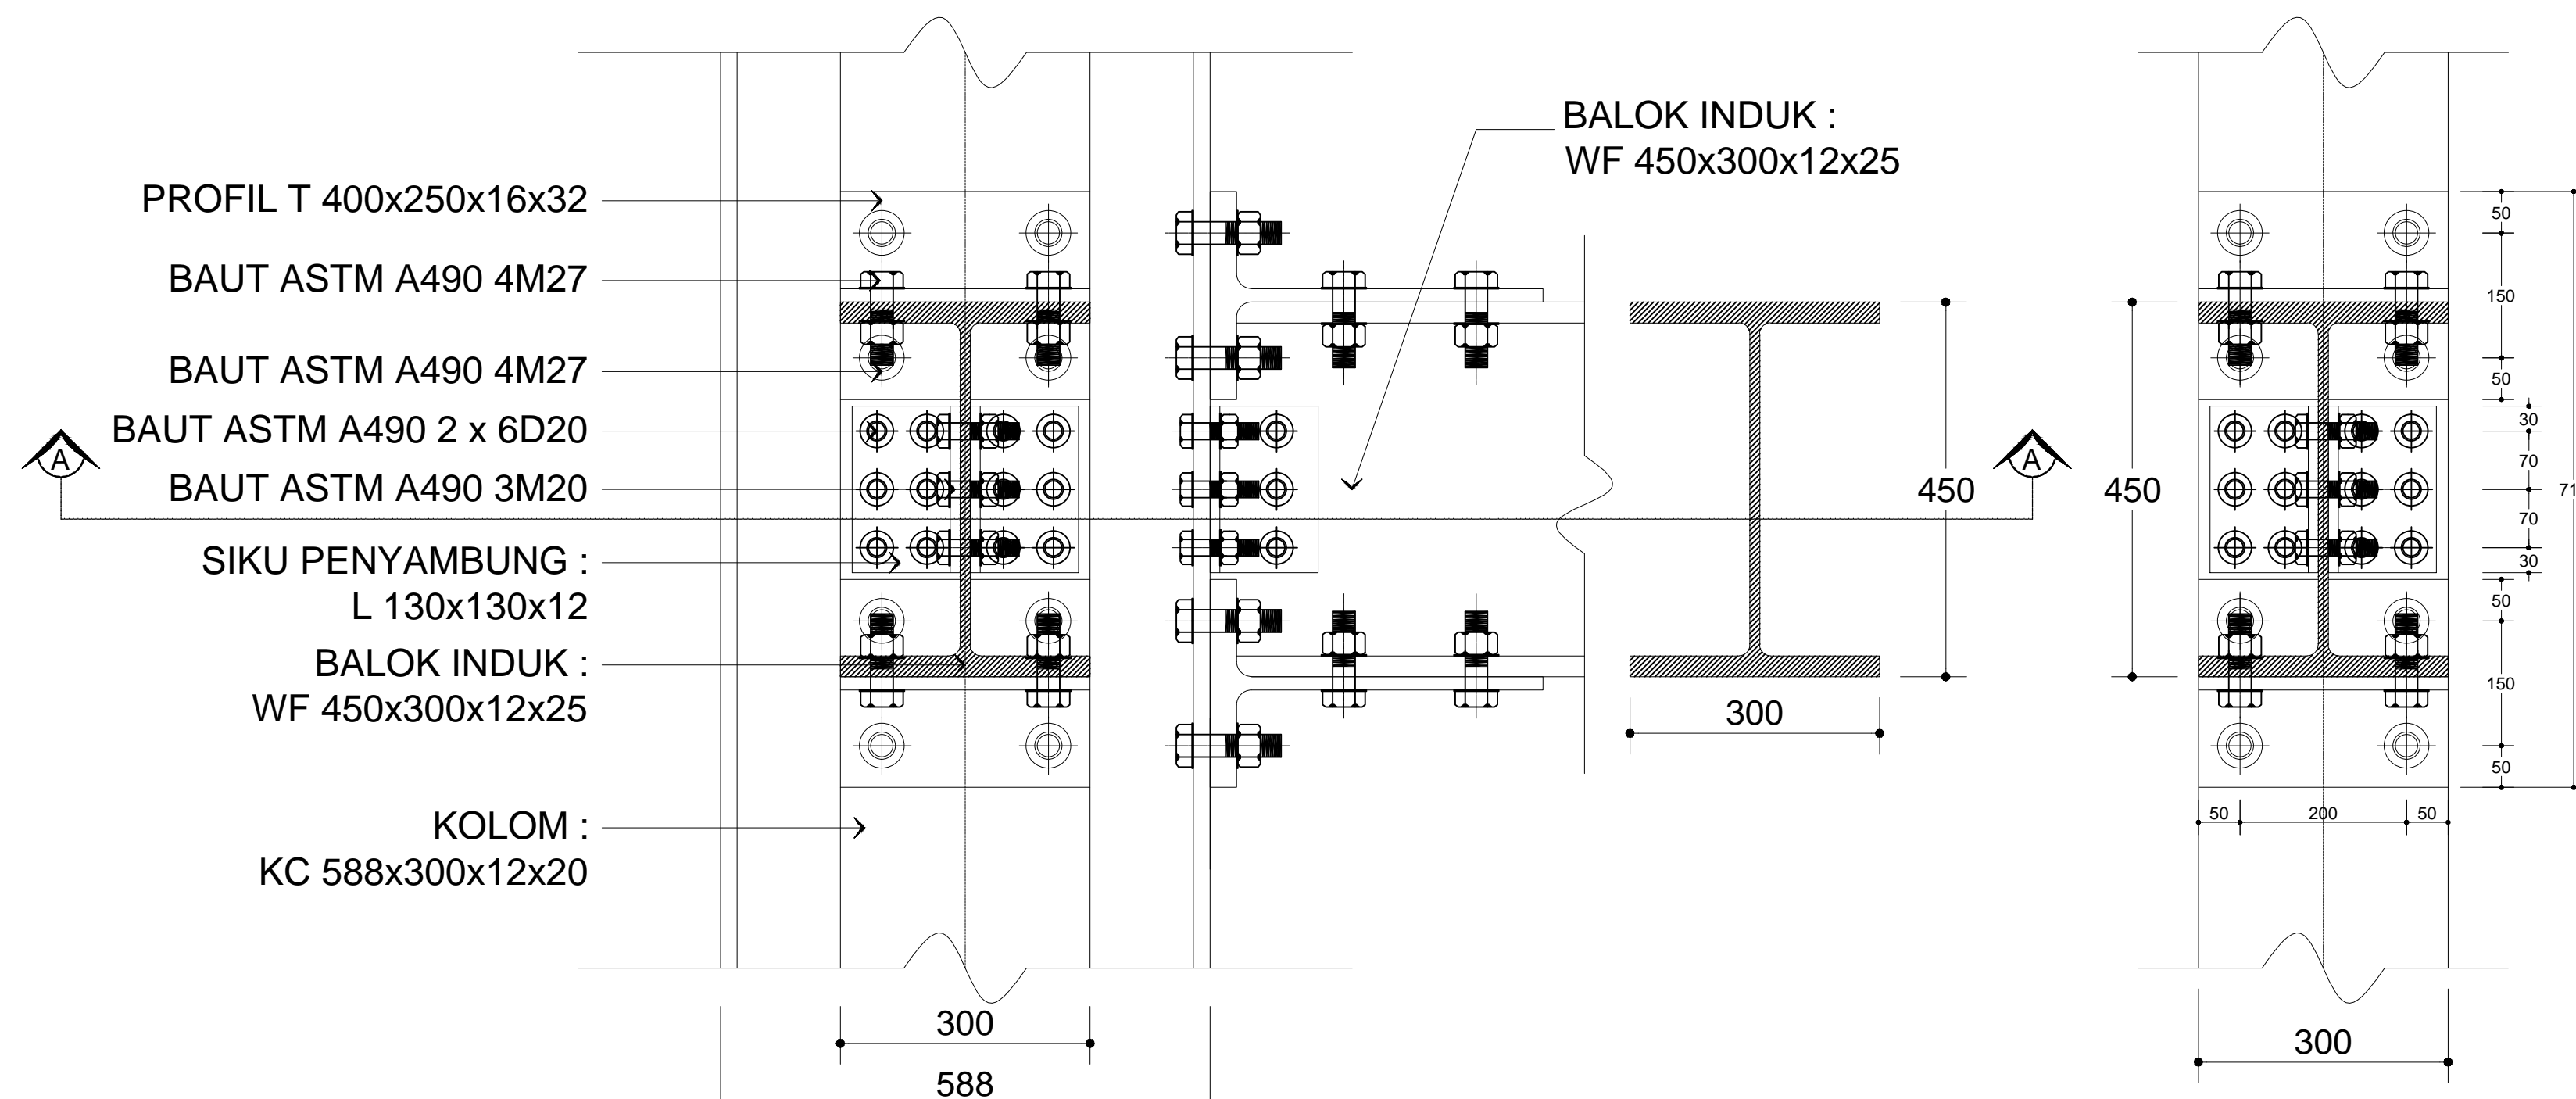 BALOK INDUK :
WF 450x300x12x25
PROFIL T 400x250x16x32
BAUT ASTM A490 4M27
BAUT ASTM A490 4M27
BAUT ASTM A490 2 x 6D20
BAUT ASTM A490 3M20
SIKU PENYAMBUNG :
L 130x130x12
BALOK INDUK :
WF 450x300x12x25
KOLOM :
KC 588x300x12x20
A
A
300
588
450
300
450
50
150
50
30
70
70
30
50
150
50
50
200
50
300